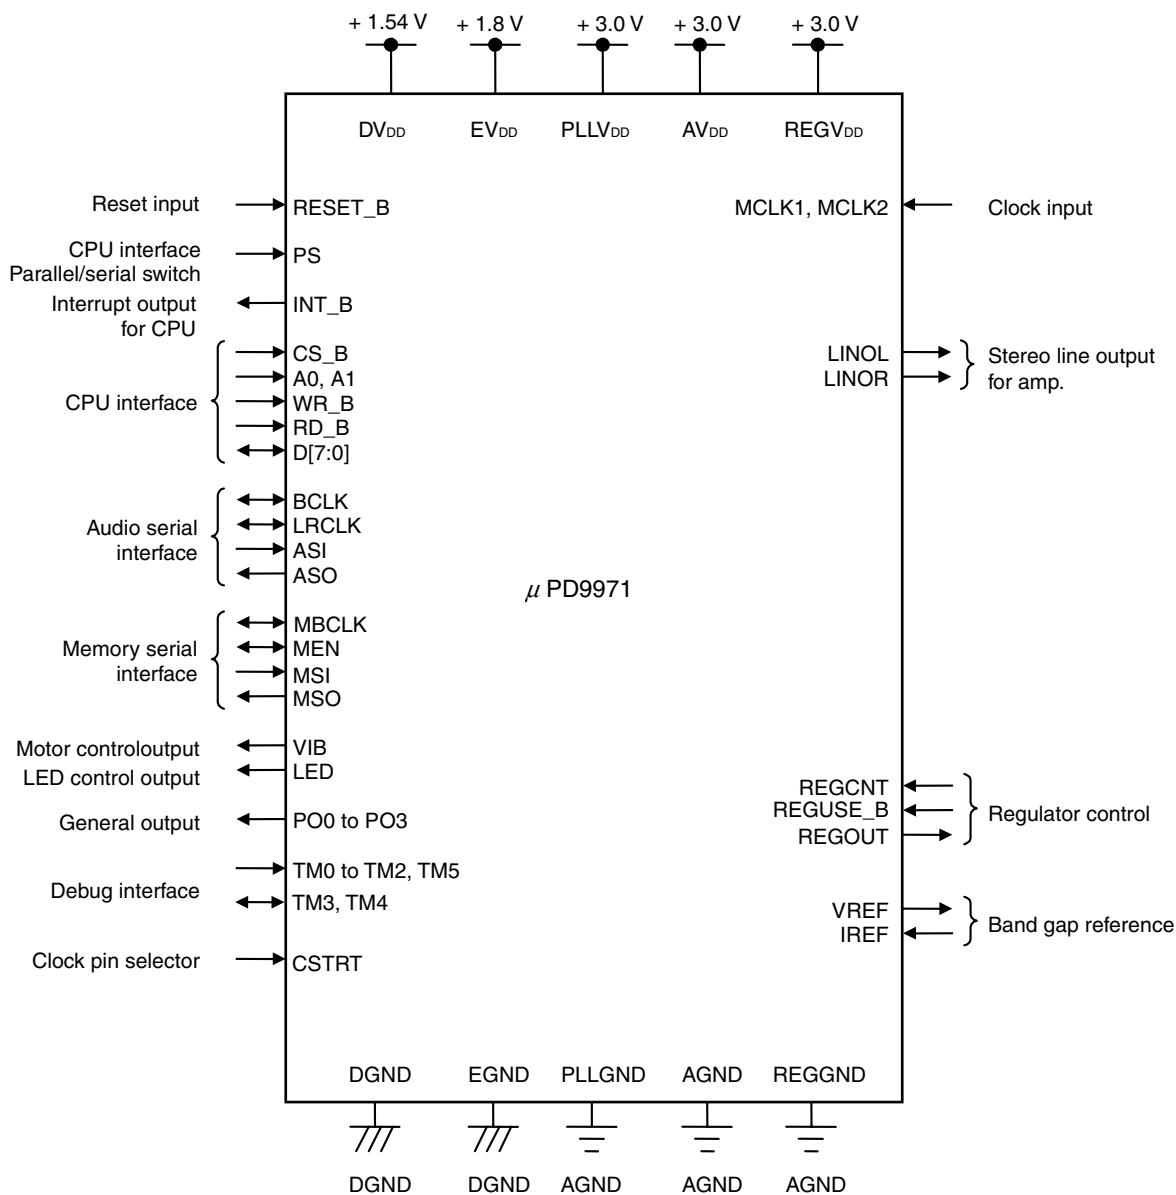 + 1.54 V + 1.8 V + 3.0 V + 3.0 V + 3.0 V
DVDD EVDD PLLVDD AVDD REGVDD
Reset input RESET_B MCLK1, MCLK2 Clock input
CPU interface
Parallel/serial switch
PS
Interrupt output
for CPU
INT_B
CPU interface
CS_B
A0, A1
WR_B
RD_B
D[7:0]
LINOL
LINOR
Stereo line output
for amp.
Audio serial
interface
BCLK
LRCLK
ASI
ASO
μ PD9971
Memory serial
interface
MBCLK
MEN
MSI
MSO
Motor controloutput VIB
LED control output LED
General output PO0 to PO3
REGCNT
REGUSE_B
REGOUT
Regulator control
Debug interface
TM0 to TM2, TM5
TM3, TM4
VREF
IREF
Band gap reference
Clock pin selector CSTRT
DGND EGND PLLGND AGND REGGND
DGND DGND AGND AGND AGND